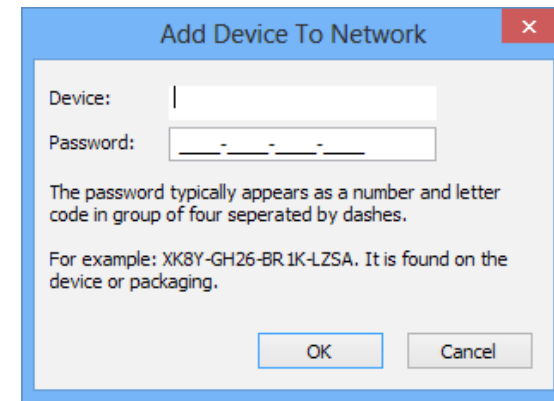 Add Device To Network
Device:
Password: ____-____-____-____
The password typically appears as a number and letter
code in group of four seperated by dashes.
For example: XK8Y-GH26-BR1K-LZSA. It is found on the
device or packaging.
OK Cancel